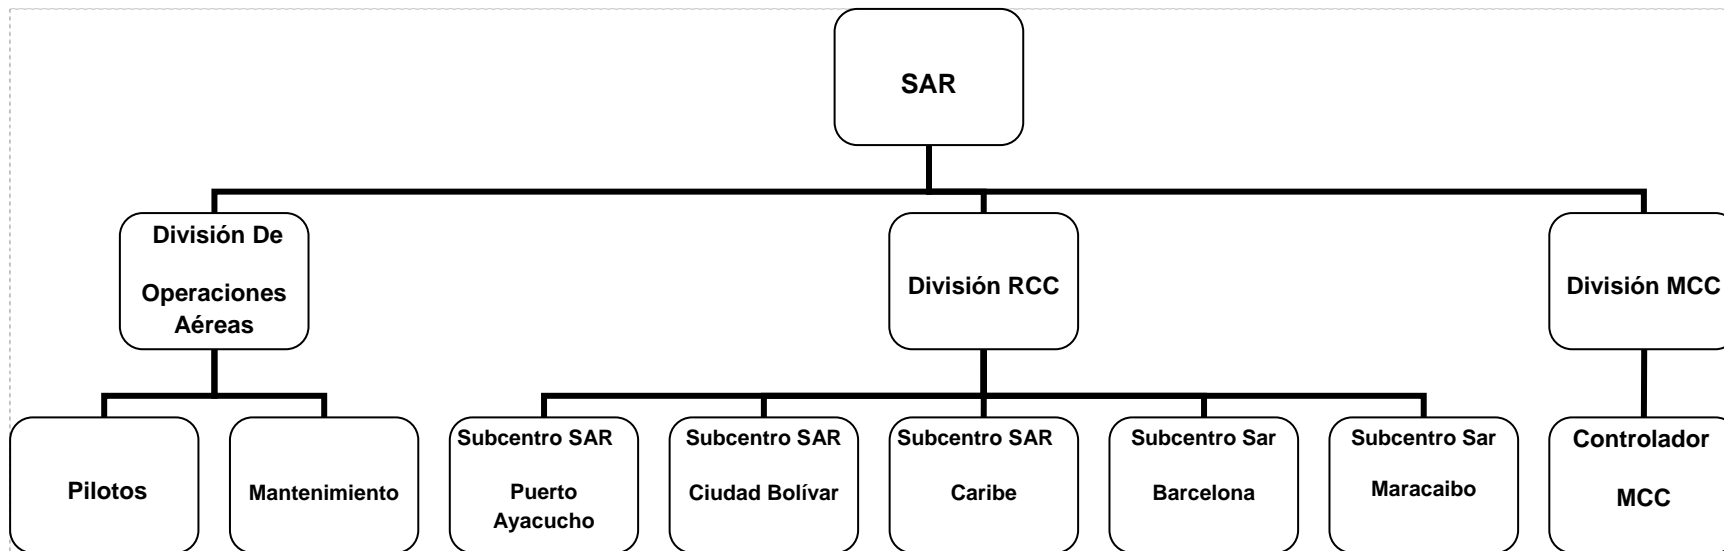 SAR
División De
Operaciones
Aéreas
División RCC
División MCC
Pilotos
Mantenimiento
Subcentro SAR
Puerto
Ayacucho
Subcentro SAR
Ciudad Bolívar
Subcentro SAR
Caribe
Subcentro Sar
Barcelona
Subcentro Sar
Maracaibo
Controlador
MCC